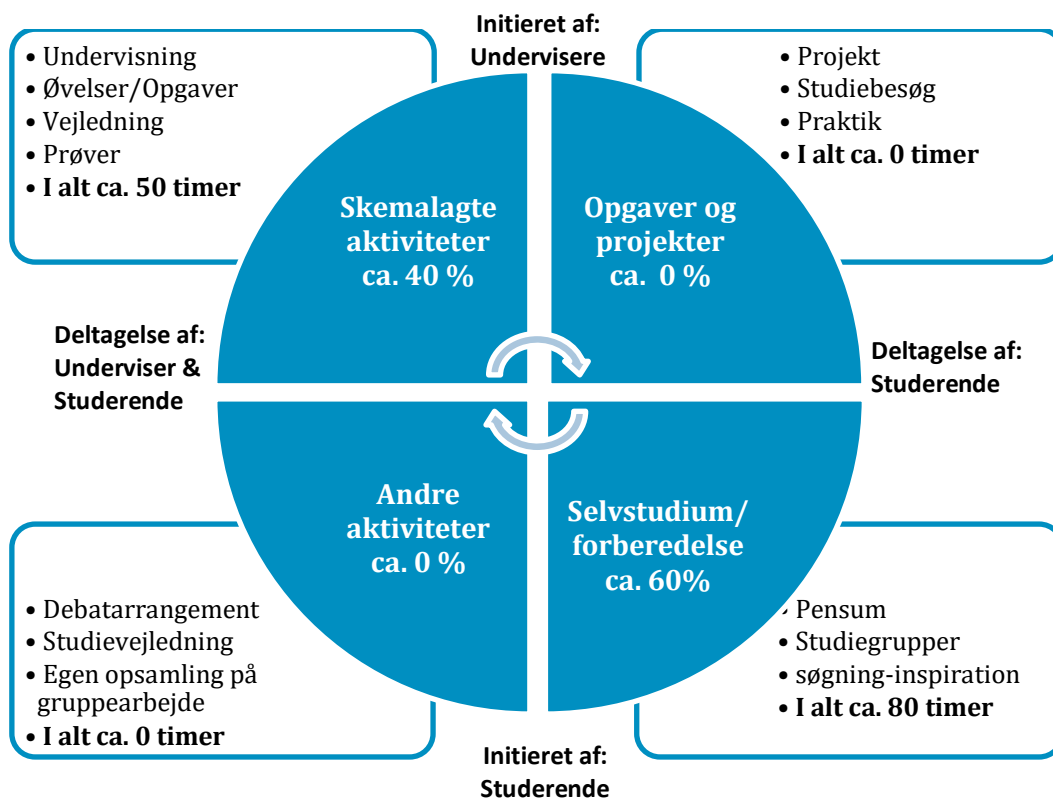 Initieret af:
Undervisere
• Undervisning
• Øvelser/Opgaver
• Vejledning
• Prøver
• I alt ca. 50 timer
• Projekt
• Studiebesøg
• Praktik
• I alt ca. 0 timer
Skemalagte
aktiviteter
ca. 40 %
Opgaver og
projekter
ca. 0 %
Deltagelse af:
Underviser &
Studerende
Deltagelse af:
Studerende
Andre
aktiviteter
ca. 0 %
Selvstudium/
forberedelse
ca. 60%
• Debatarrangement
• Studievejledning
• Egen opsamling på
gruppearbejde
• I alt ca. 0 timer
• Pensum
• Studiegrupper
• søgning-inspiration
• I alt ca. 80 timer
Initieret af:
Studerende